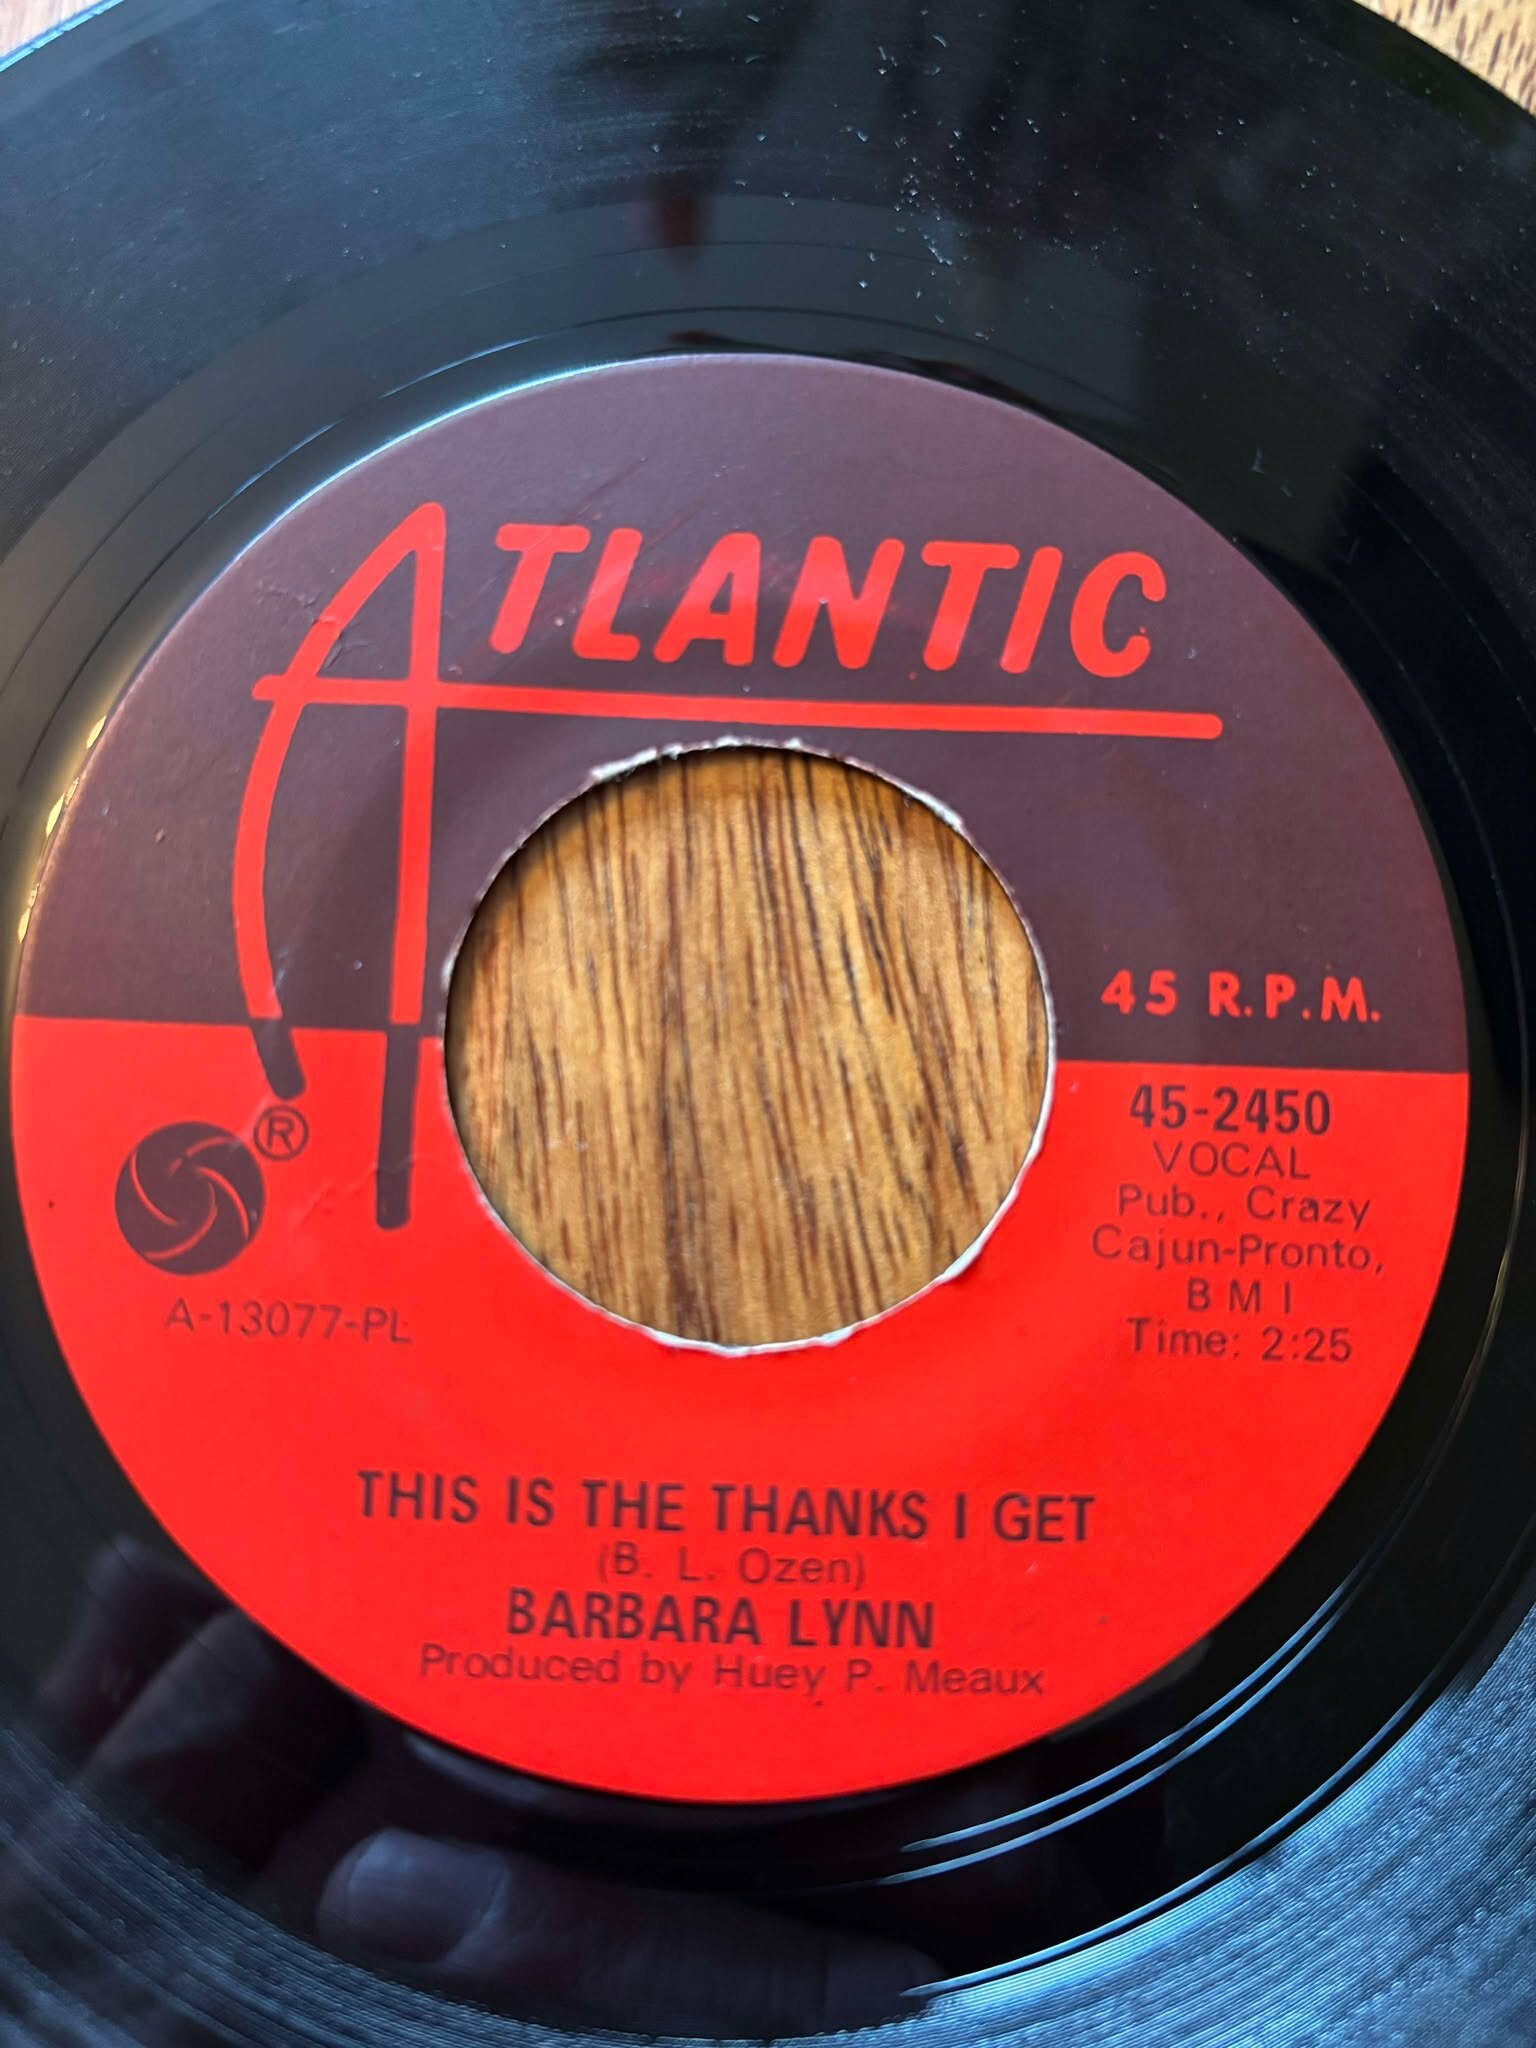 ATLANTIC
45 R.P.M.
®
45-2450
VOCAL
Pub., Crazy
Cajun-Pronto,
B M I
Time: 2:25
A-13077-PL
THIS IS THE THANKS I GET
(B. L. Ozen)
BARBARA LYNN
Produced by Huey P. Meaux